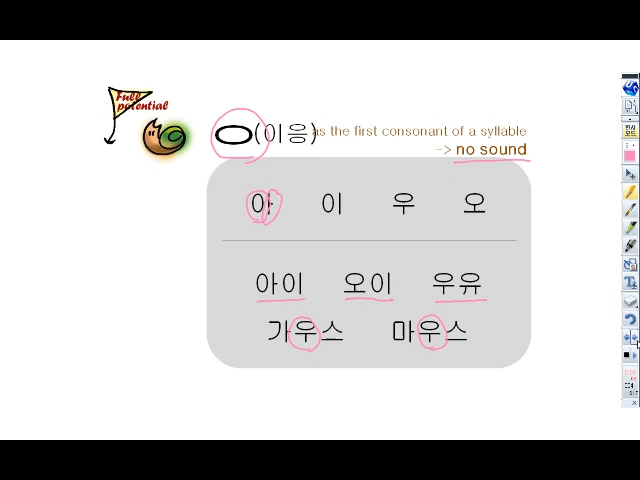 Full
potential
ㅇ(이응) as the first consonant of a syllable
-> no sound
아 이 우 오
아이 오이 우유
가우스 마우스